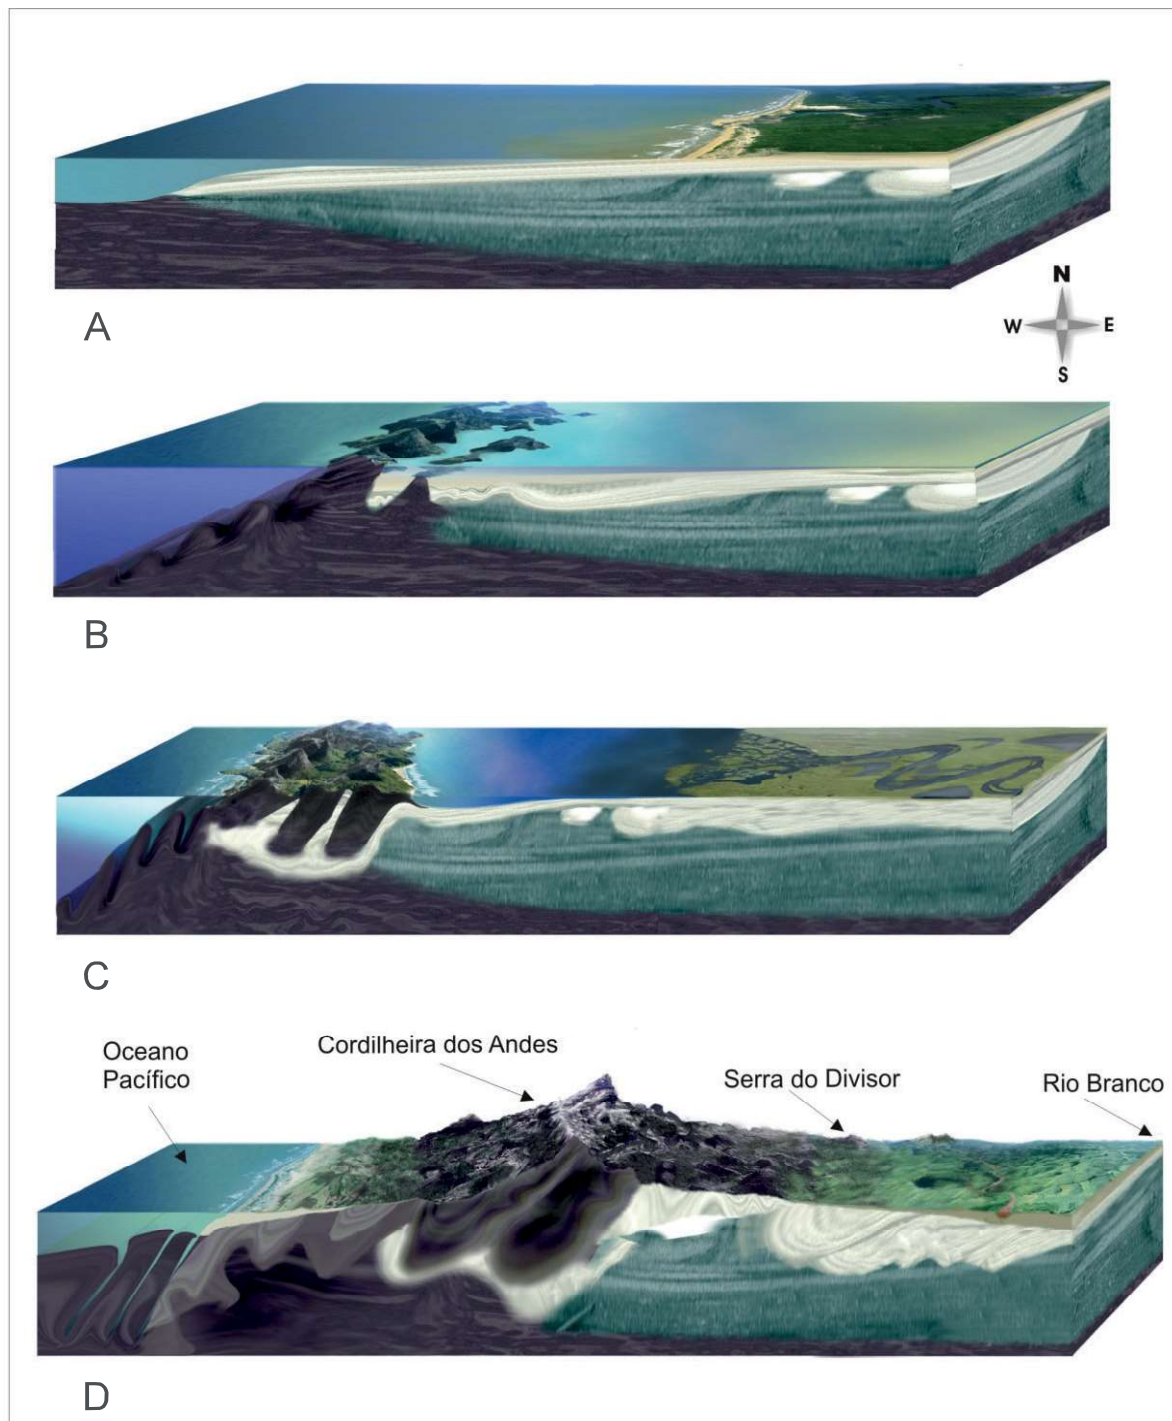 A
N
W E
S
B
C
Oceano
Pacífico
Cordilheira dos Andes
Serra do Divisor
Rio Branco
D